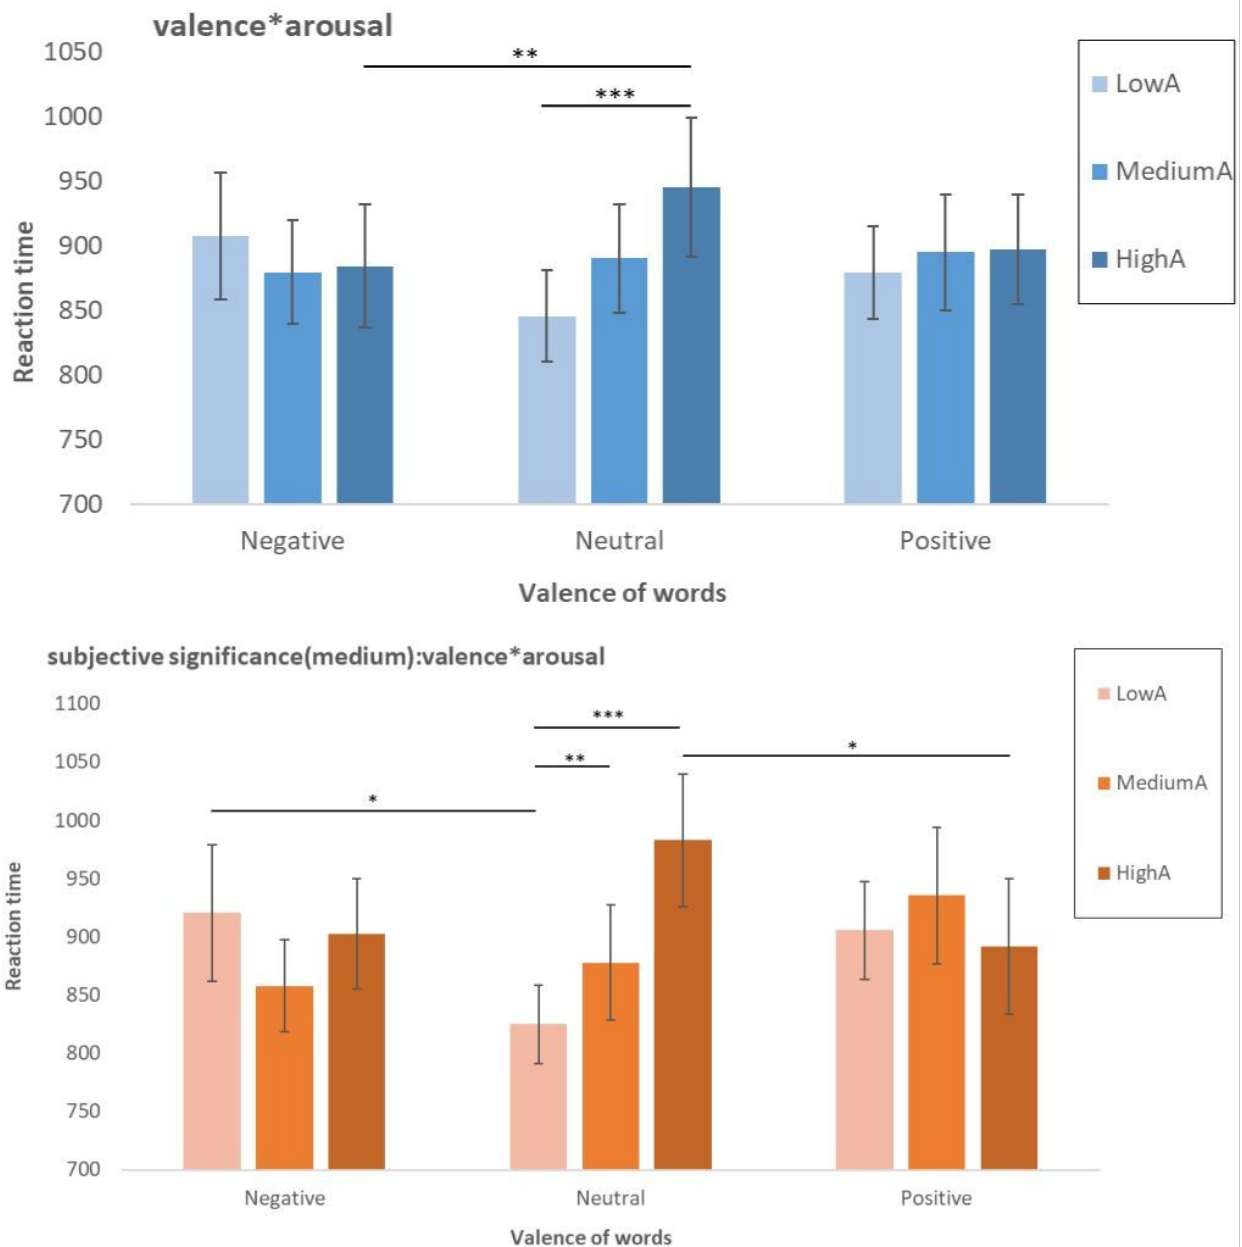 valence*arousal
1050
1000
950
900
850
800
750
700
Reaction time
**
***
LowA
MediumA
HighA
Negative Neutral Positive
Valence of words
subjective significance(medium):valence*arousal
1100
1050
1000
950
900
850
800
750
700
Reaction time
***
**
*
*
LowA
MediumA
HighA
Negative Neutral Positive
Valence of words